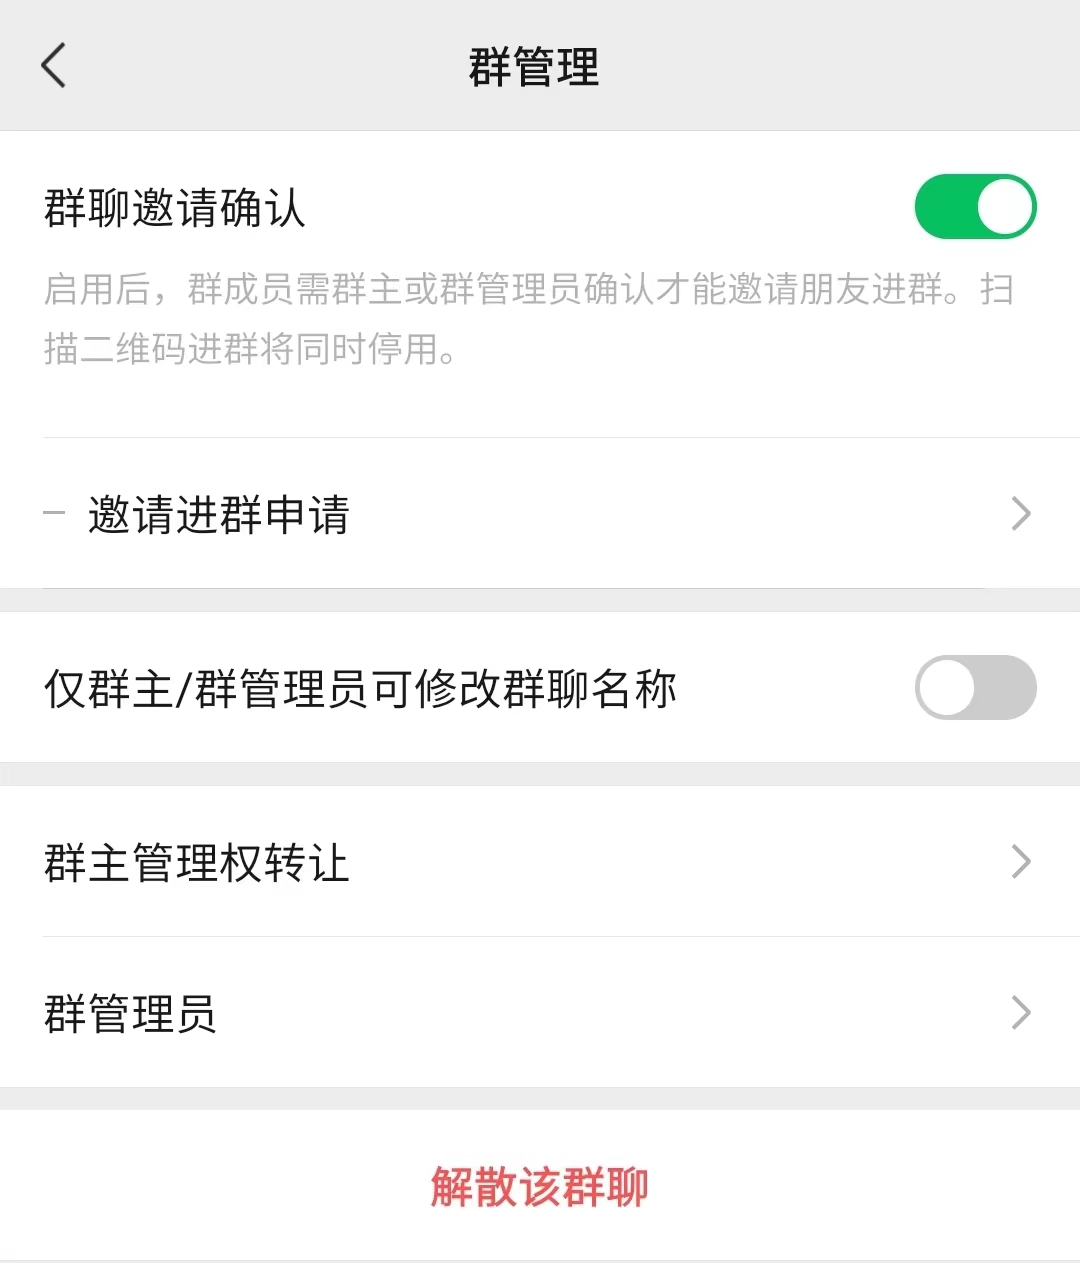 群管理
群聊邀请确认
启用后，群成员需群主或群管理员确认才能邀请朋友进群。扫
描二维码进群将同时停用。
邀请进群申请
仅群主/群管理员可修改群聊名称
群主管理权转让
群管理员
解散该群聊